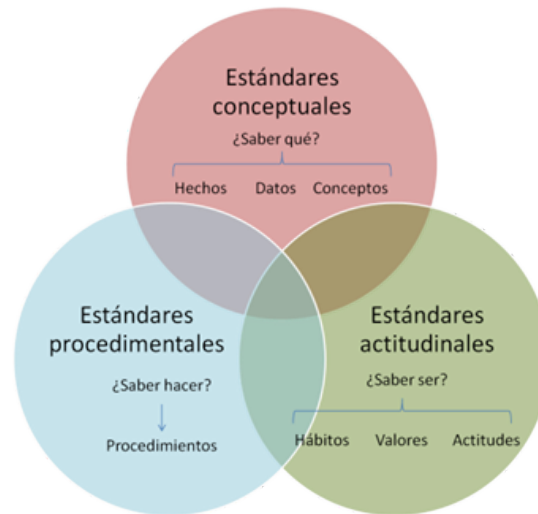 Estándares
conceptuales
¿Saber qué?
Hechos Datos Conceptos
Estándares
procedimentales
¿Saber hacer?
Procedimientos
Estándares
actitudinales
¿Saber ser?
Hábitos Valores Actitudes